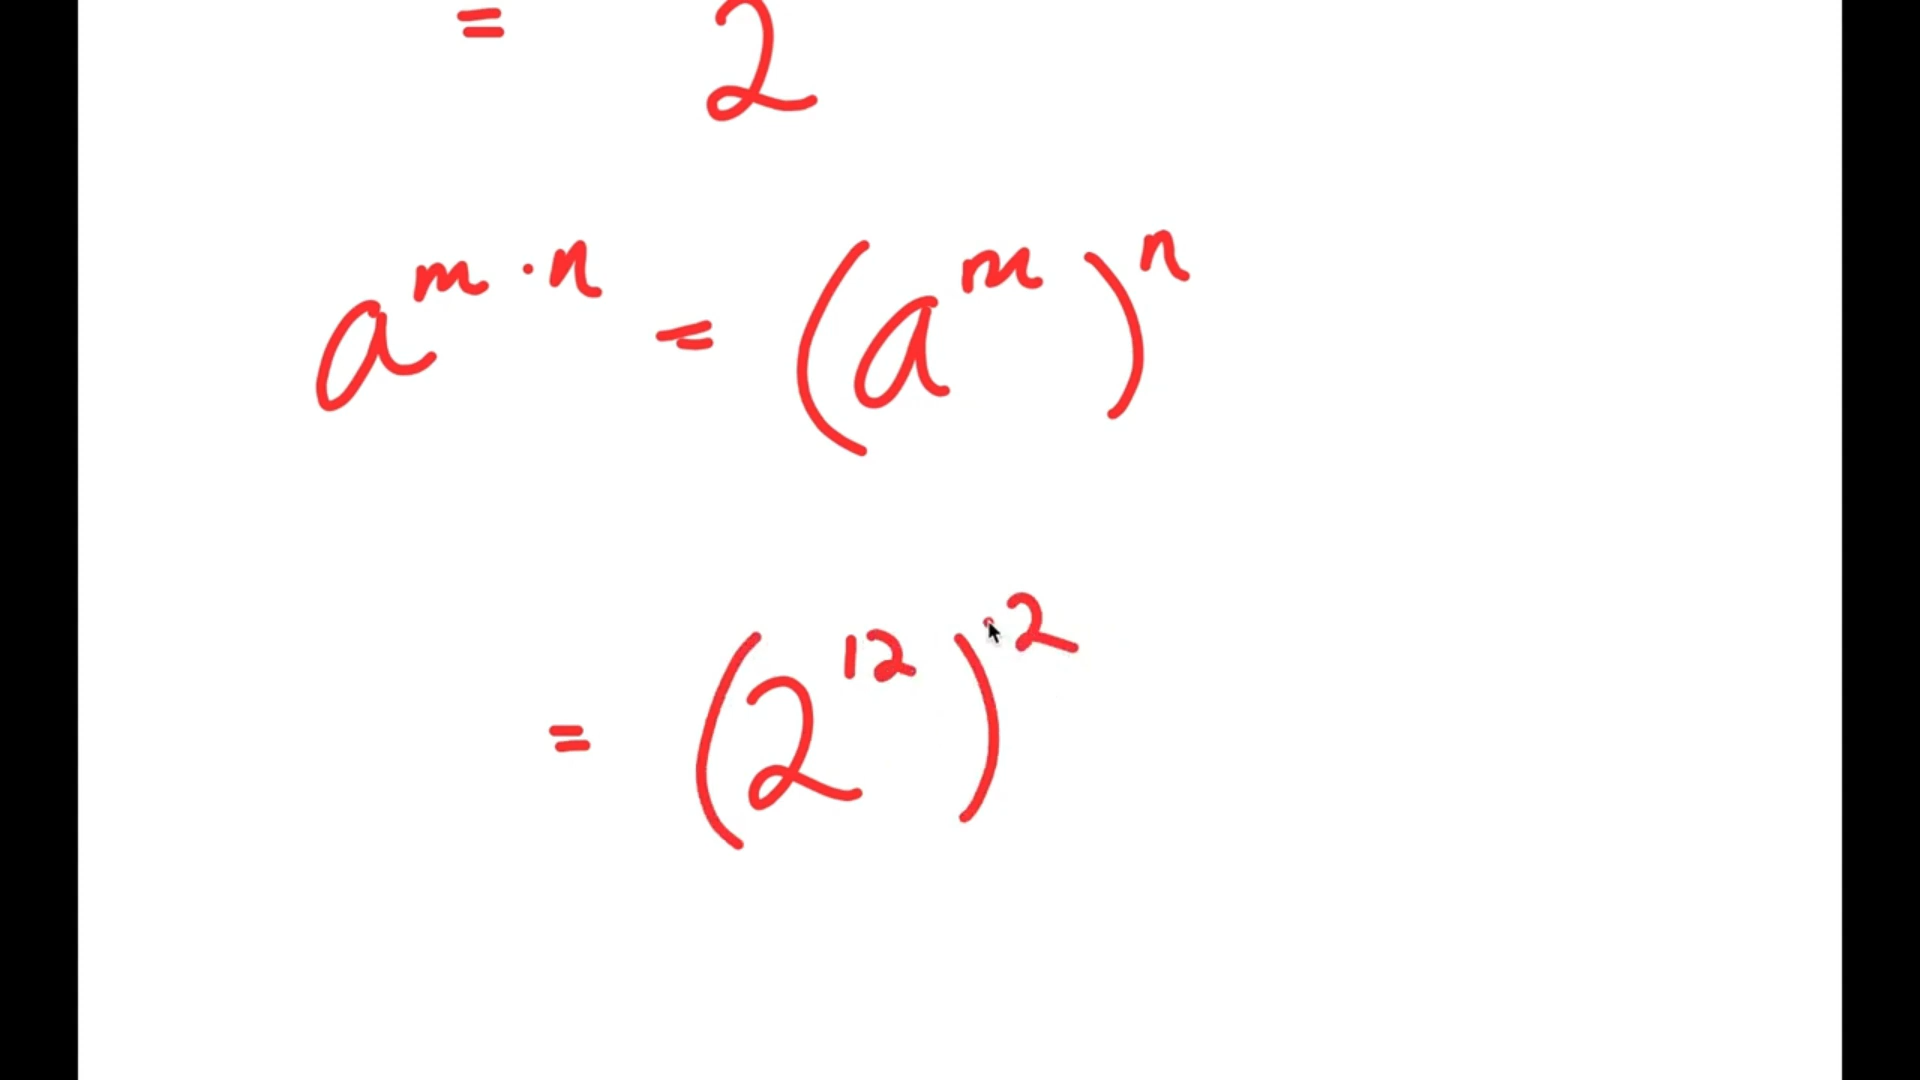 = 2
a^{m·n} = (a^m)^n
= (2^{12})^{·2}